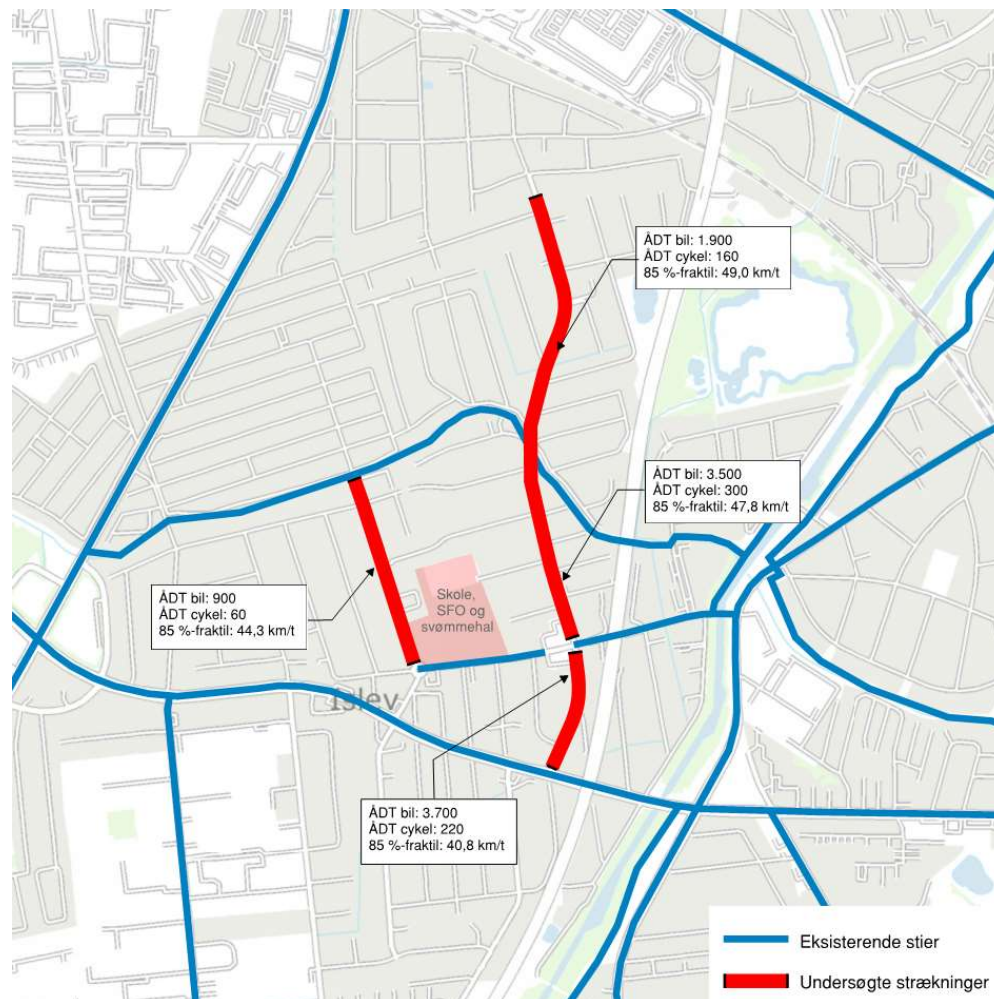 ÅDT bil: 1.900
ÅDT cykel: 160
85 %-fraktil: 49,0 km/t
ÅDT bil: 3.500
ÅDT cykel: 300
85 %-fraktil: 47,8 km/t
ÅDT bil: 900
ÅDT cykel: 60
85 %-fraktil: 44,3 km/t
Skole,
SFO og
svømmehal
Islev
ÅDT bil: 3.700
ÅDT cykel: 220
85 %-fraktil: 40,8 km/t
Eksisterende stier
Undersøgte strækninger